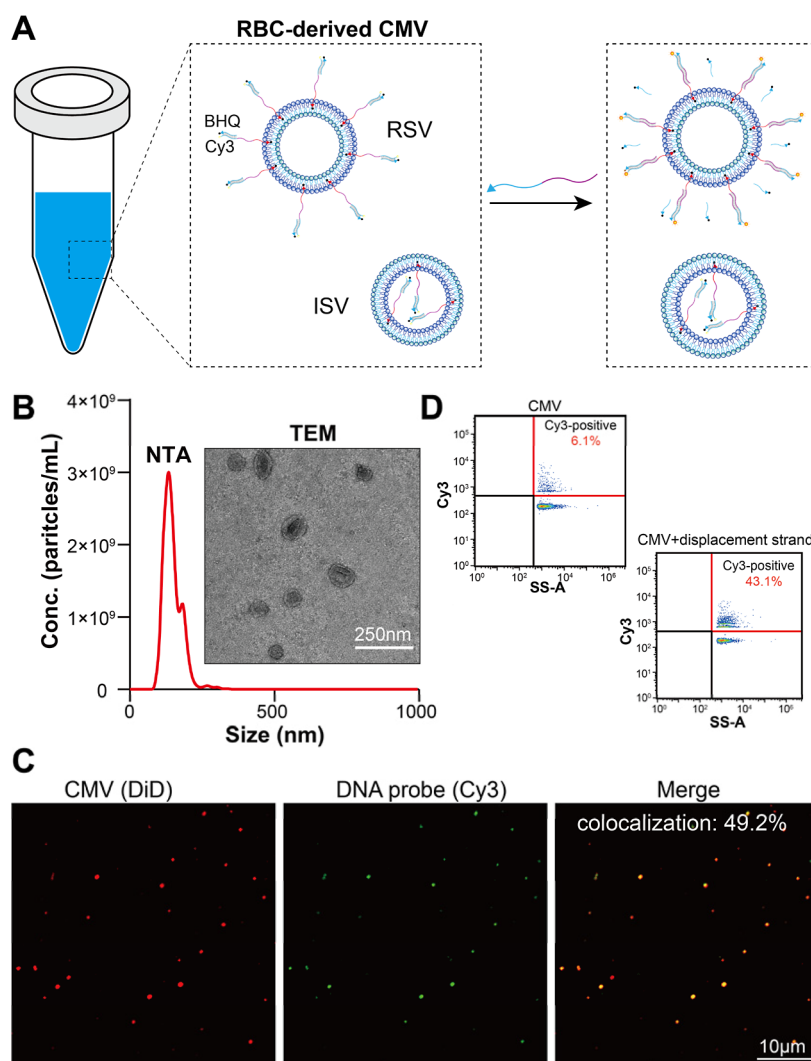 A
RBC-derived CMV
BHQ
Cy3
RSV
ISV
B
Conc. (paritcles/mL)
4×10⁹
3×10⁹
2×10⁹
1×10⁹
0
NTA
TEM
250nm
0
500
1000
Size (nm)
D
CMV
Cy3-positive
6.1%
Cy3
10⁵
10⁴
10³
10²
10¹
10⁰
10⁰
10²
10⁴
10⁶
SS-A
CMV+displacement strand
Cy3-positive
43.1%
Cy3
10⁵
10⁴
10³
10²
10¹
10⁰
10⁰
10²
10⁴
10⁶
SS-A
C
CMV (DiD)
DNA probe (Cy3)
Merge
colocalization: 49.2%
10μm